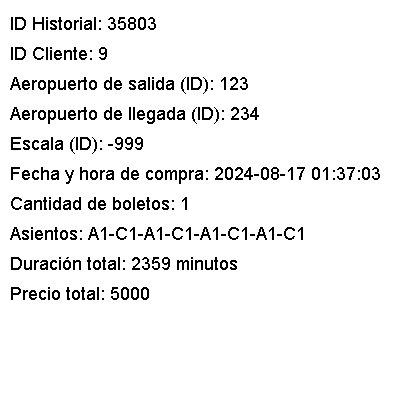 ID Historial: 35803
ID Cliente: 9
Aeropuerto de salida (ID): 123
Aeropuerto de llegada (ID): 234
Escala (ID): -999
Fecha y hora de compra: 2024-08-17 01:37:03
Cantidad de boletos: 1
Asientos: A1-C1-A1-C1-A1-C1-A1-C1
Duración total: 2359 minutos
Precio total: 5000